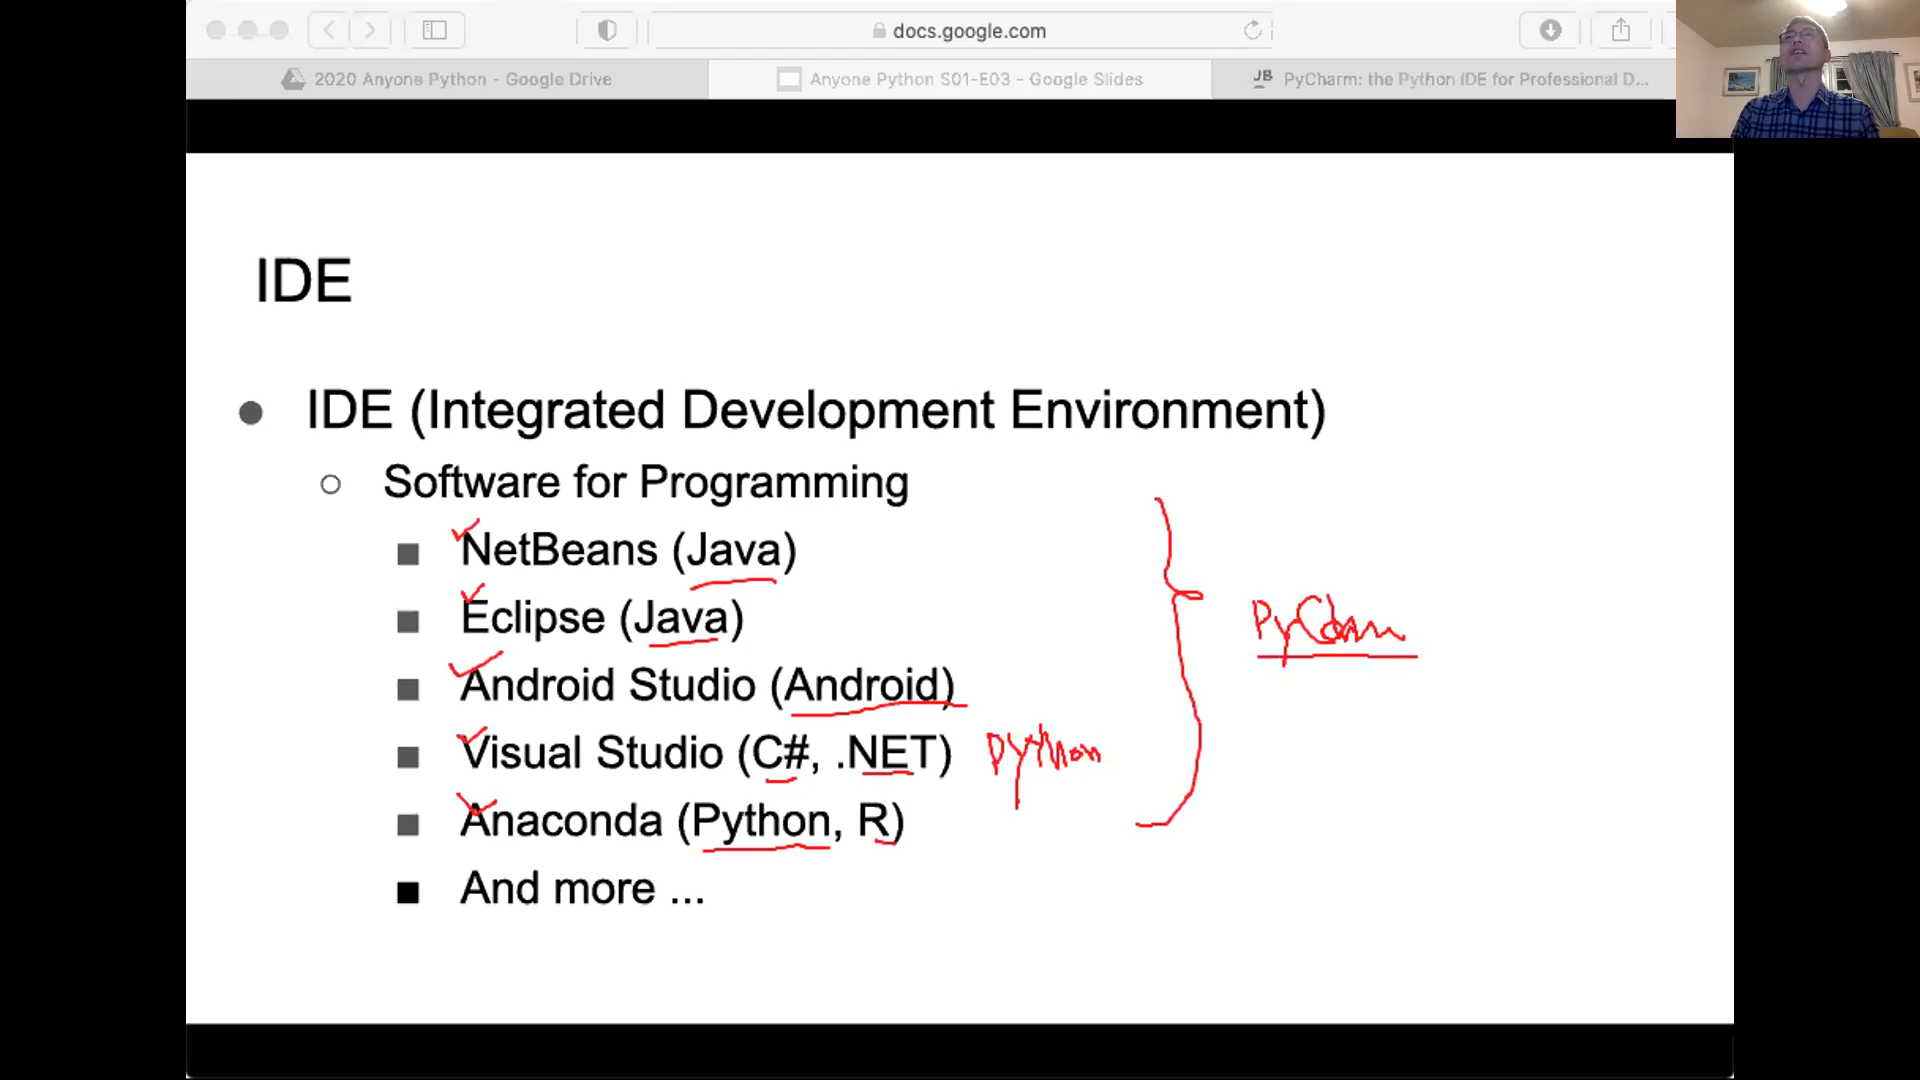 docs.google.com
2020 Anyone Python - Google Drive
Anyone Python S01-E03 - Google Slides
JB PyCharm: the Python IDE for Professional D...
IDE
● IDE (Integrated Development Environment)
○ Software for Programming
■ NetBeans (Java)
■ Eclipse (Java)
PyCharm
■ Android Studio (Android)
■ Visual Studio (C#, .NET) Python
■ Anaconda (Python, R)
■ And more ...